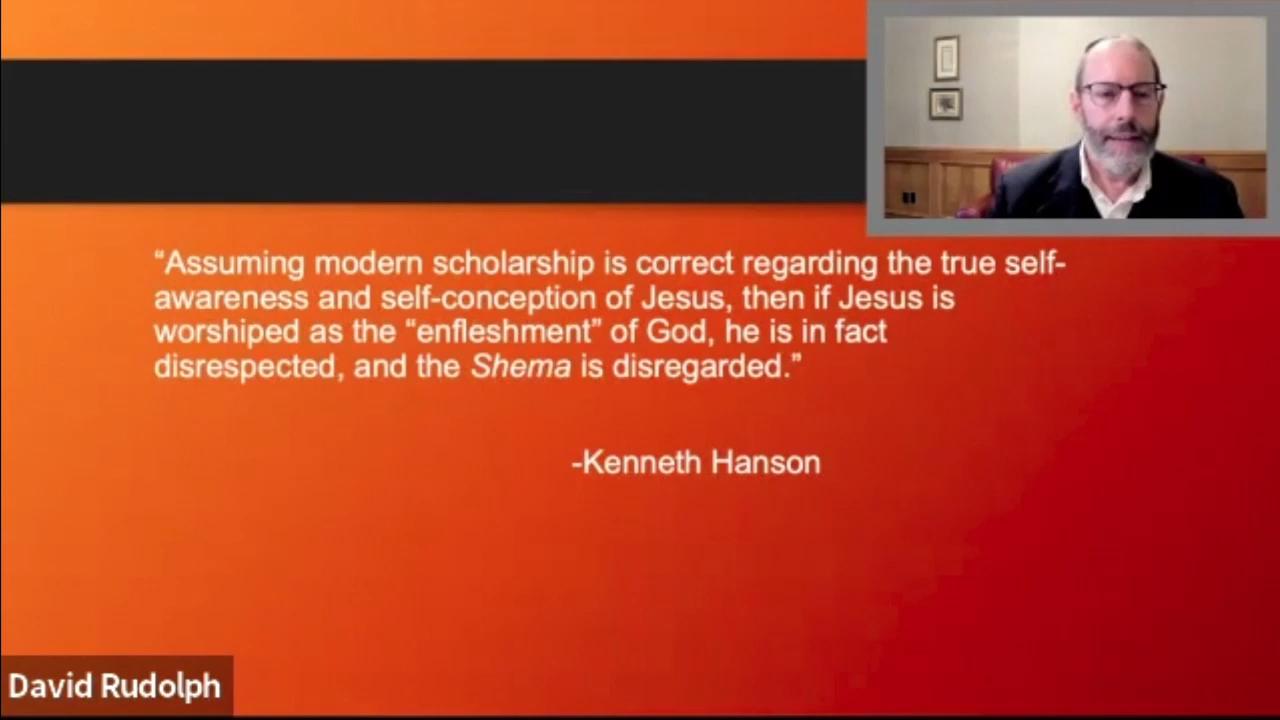 “Assuming modern scholarship is correct regarding the true self-
awareness and self-conception of Jesus, then if Jesus is
worshiped as the “enfleshment” of God, he is in fact
disrespected, and the Shema is disregarded.”
-Kenneth Hanson
David Rudolph